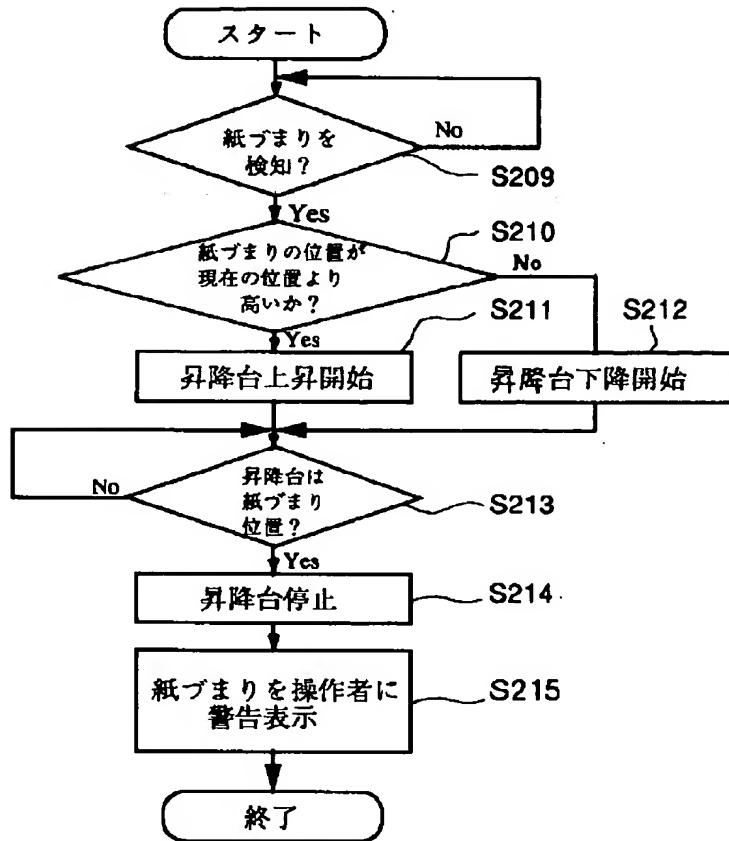 スタート
紙づまりを
検知?
No
S209
Yes
紙づまりの位置が
現在の位置より
高いか?
S210
No
Yes
S211
S212
昇降台上昇開始
昇降台下降開始
昇降台は
紙づまり
位置?
No
S213
Yes
昇降台停止
S214
紙づまりを操作者に
警告表示
S215
終了